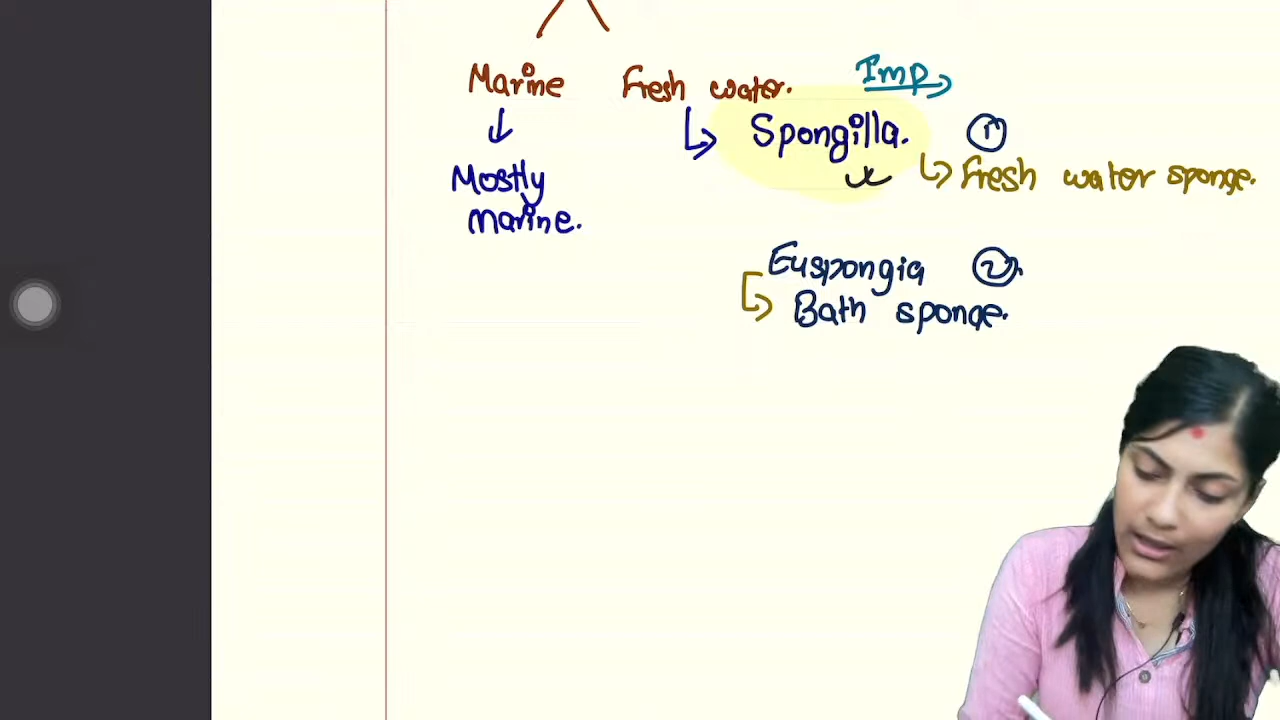 Marine Fresh water. Imp
Spongilla. 1
Mostly Fresh water sponge.
marine.
Euspongia 2
Bath sponge.